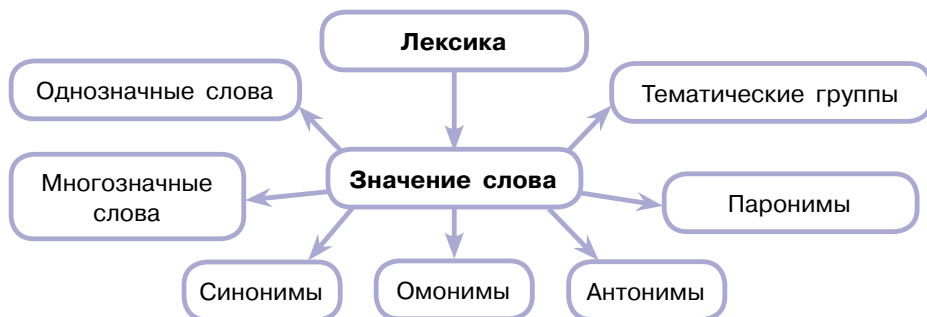 Лексика
Однозначные слова
Тематические группы
Значение слова
Многозначные
слова
Паронимы
Синонимы
Омонимы
Антонимы